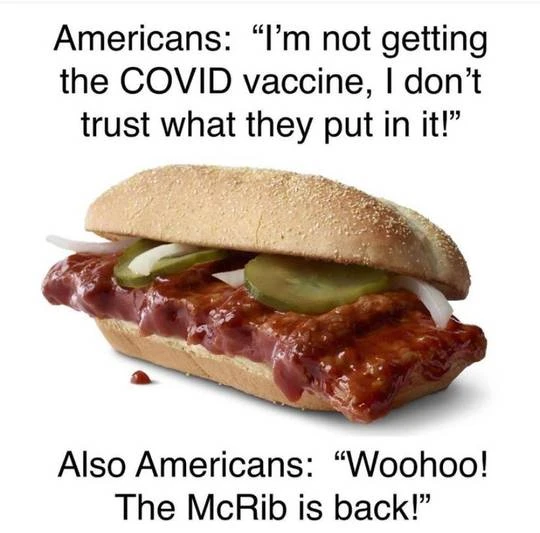 Americans:  “I’m not getting
the COVID vaccine, I don’t
trust what they put in it!”
Also Americans:  “Woohoo!
The McRib is back!”